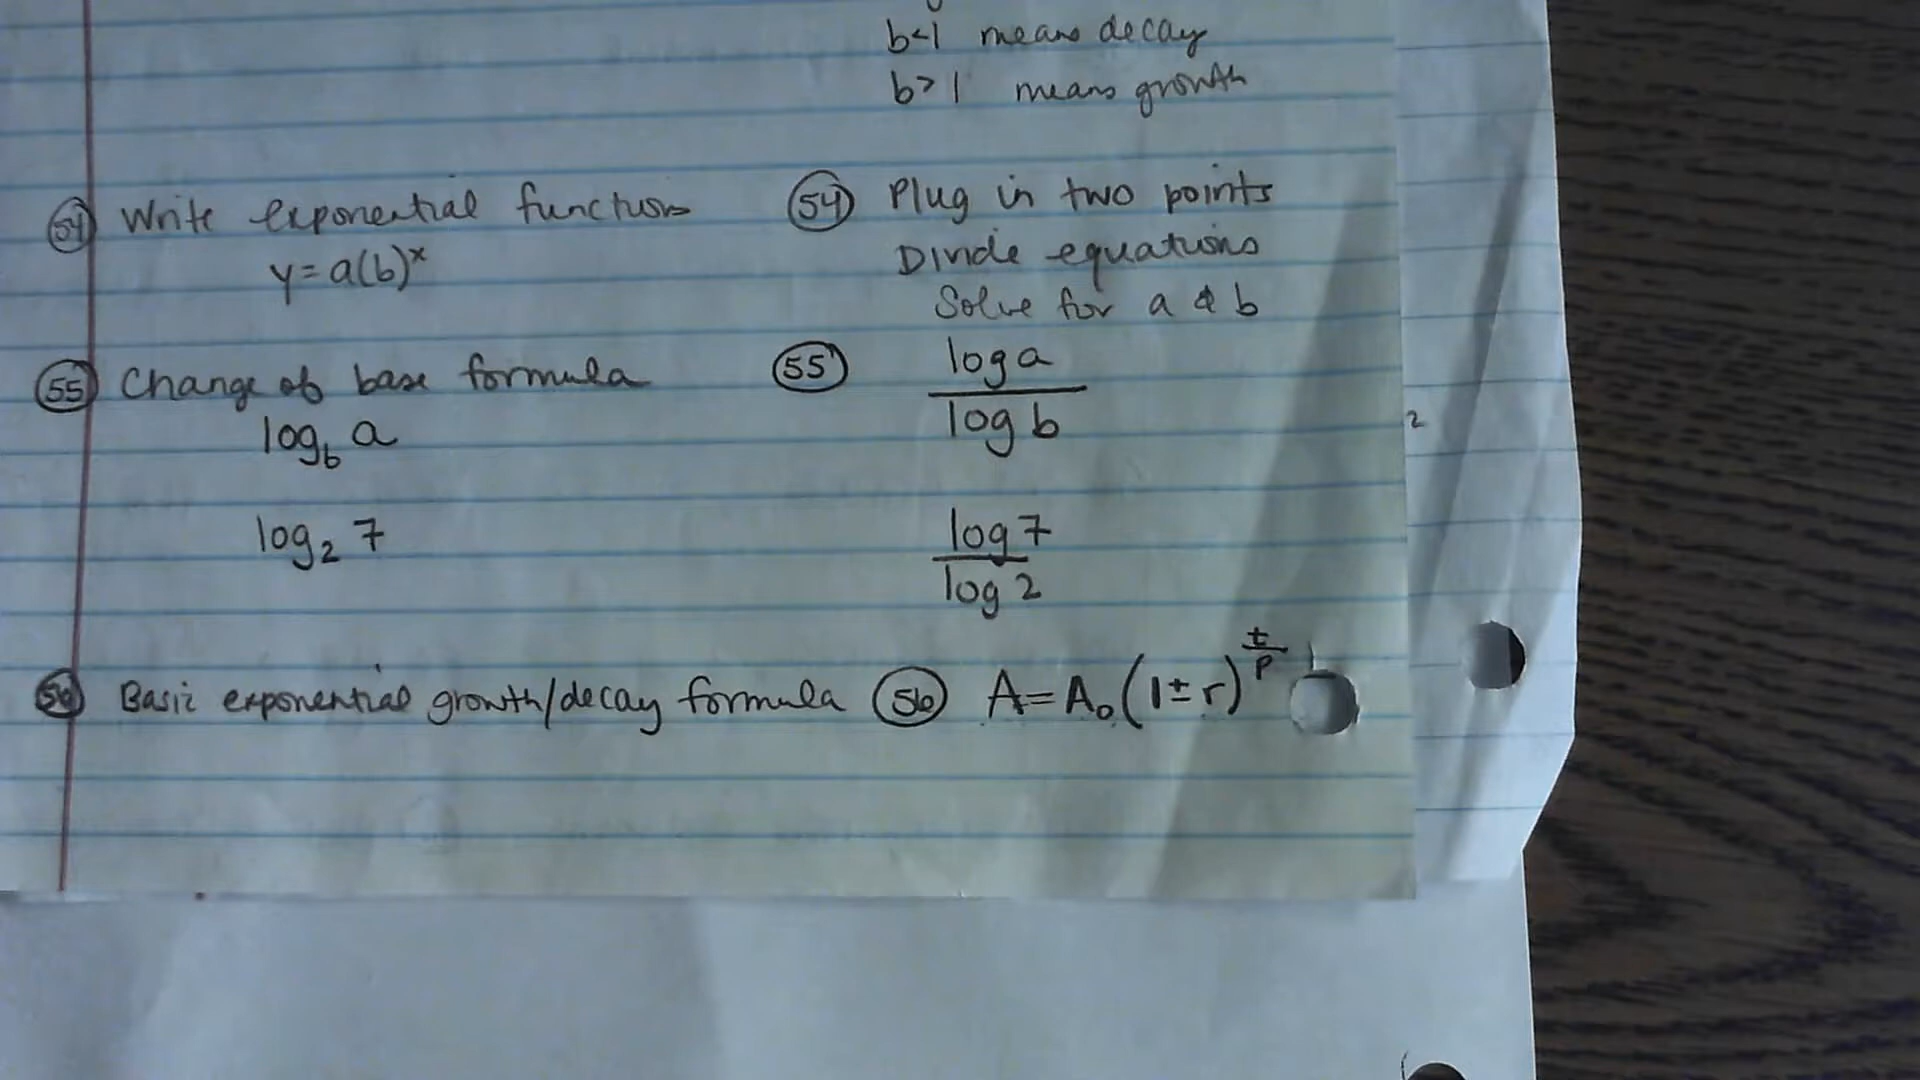 b<1 means decay
b>1 means growth
54 Write exponential functions
y=a(b)^x
54 Plug in two points
Divide equations
Solve for a & b
55 Change of base formula
log_b a
55 log a
log b
2
log_2 7
log 7
log 2
56 Basic exponential growth/decay formula
56 A=A_0(1±r)^(t/p)